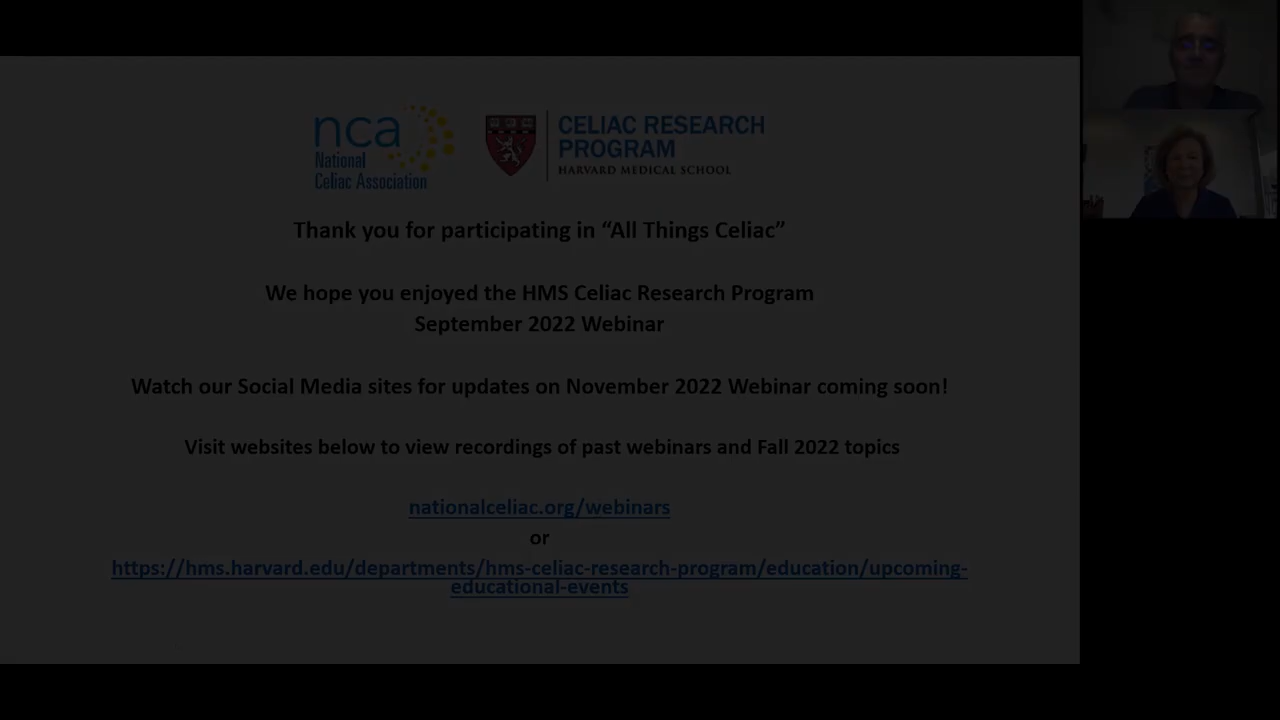 nca
National
Celiac Association
CELIAC RESEARCH
PROGRAM
HARVARD MEDICAL SCHOOL
Thank you for participating in “All Things Celiac”
We hope you enjoyed the HMS Celiac Research Program
September 2022 Webinar
Watch our Social Media sites for updates on November 2022 Webinar coming soon!
Visit websites below to view recordings of past webinars and Fall 2022 topics
nationalceliac.org/webinars
or
https://hms.harvard.edu/departments/hms-celiac-research-program/education/upcoming-
educational-events